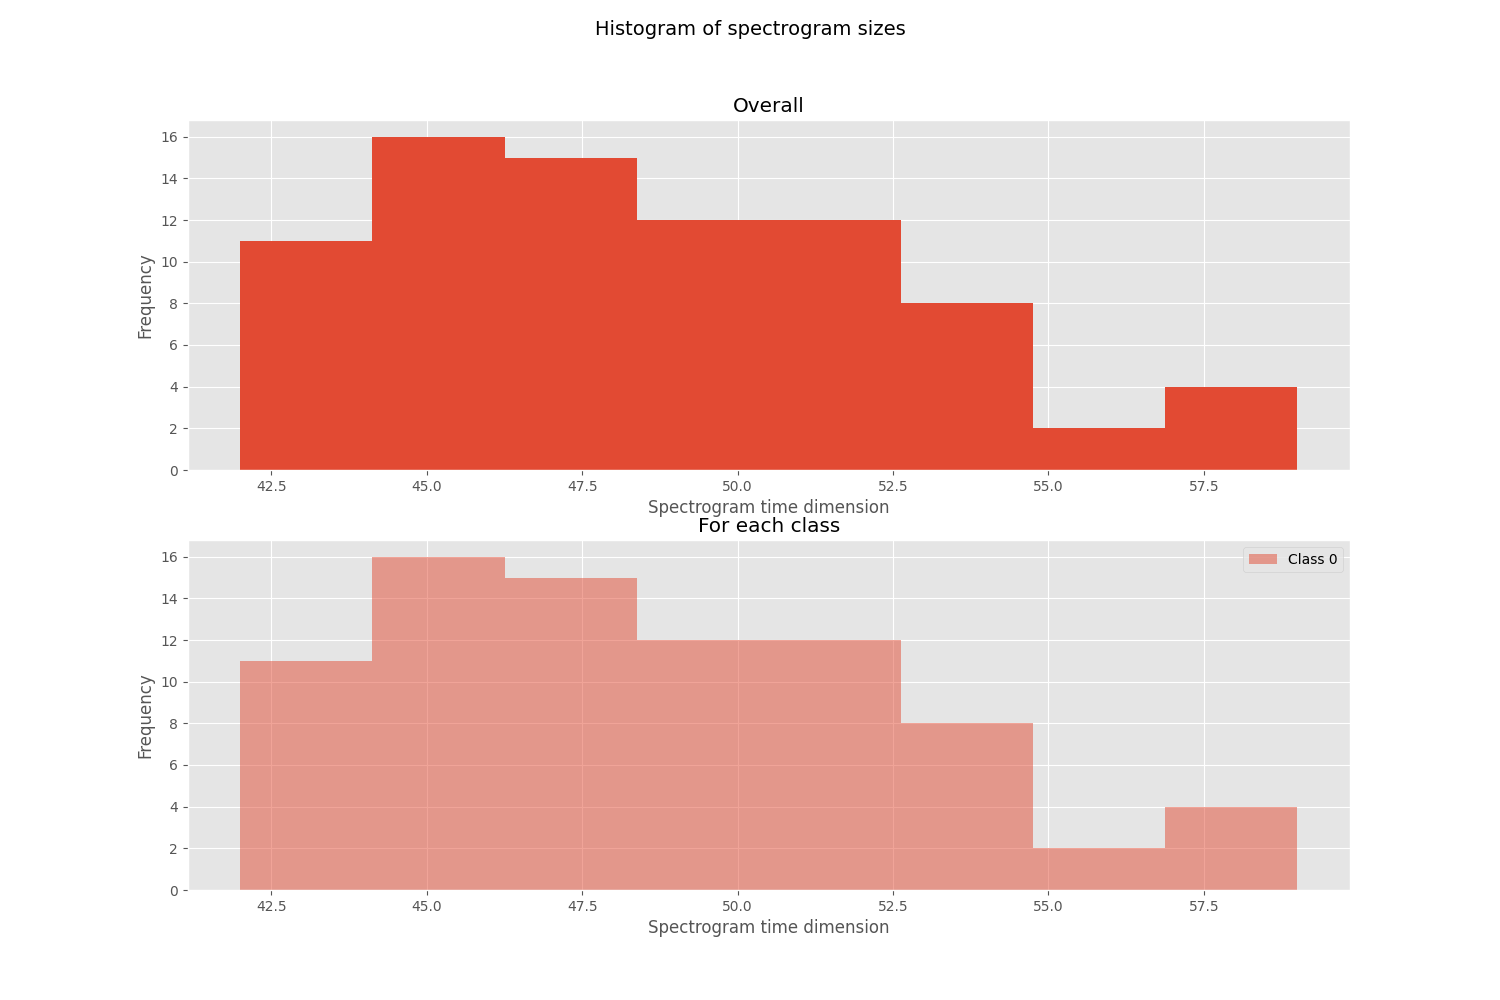 Histogram of spectrogram sizes
Overall
16
14
12
10
8
6
4
2
0
Frequency
42.5 45.0 47.5 50.0 52.5 55.0 57.5
Spectrogram time dimension
For each class
Class 0
16
14
12
10
8
6
4
2
0
Frequency
42.5 45.0 47.5 50.0 52.5 55.0 57.5
Spectrogram time dimension